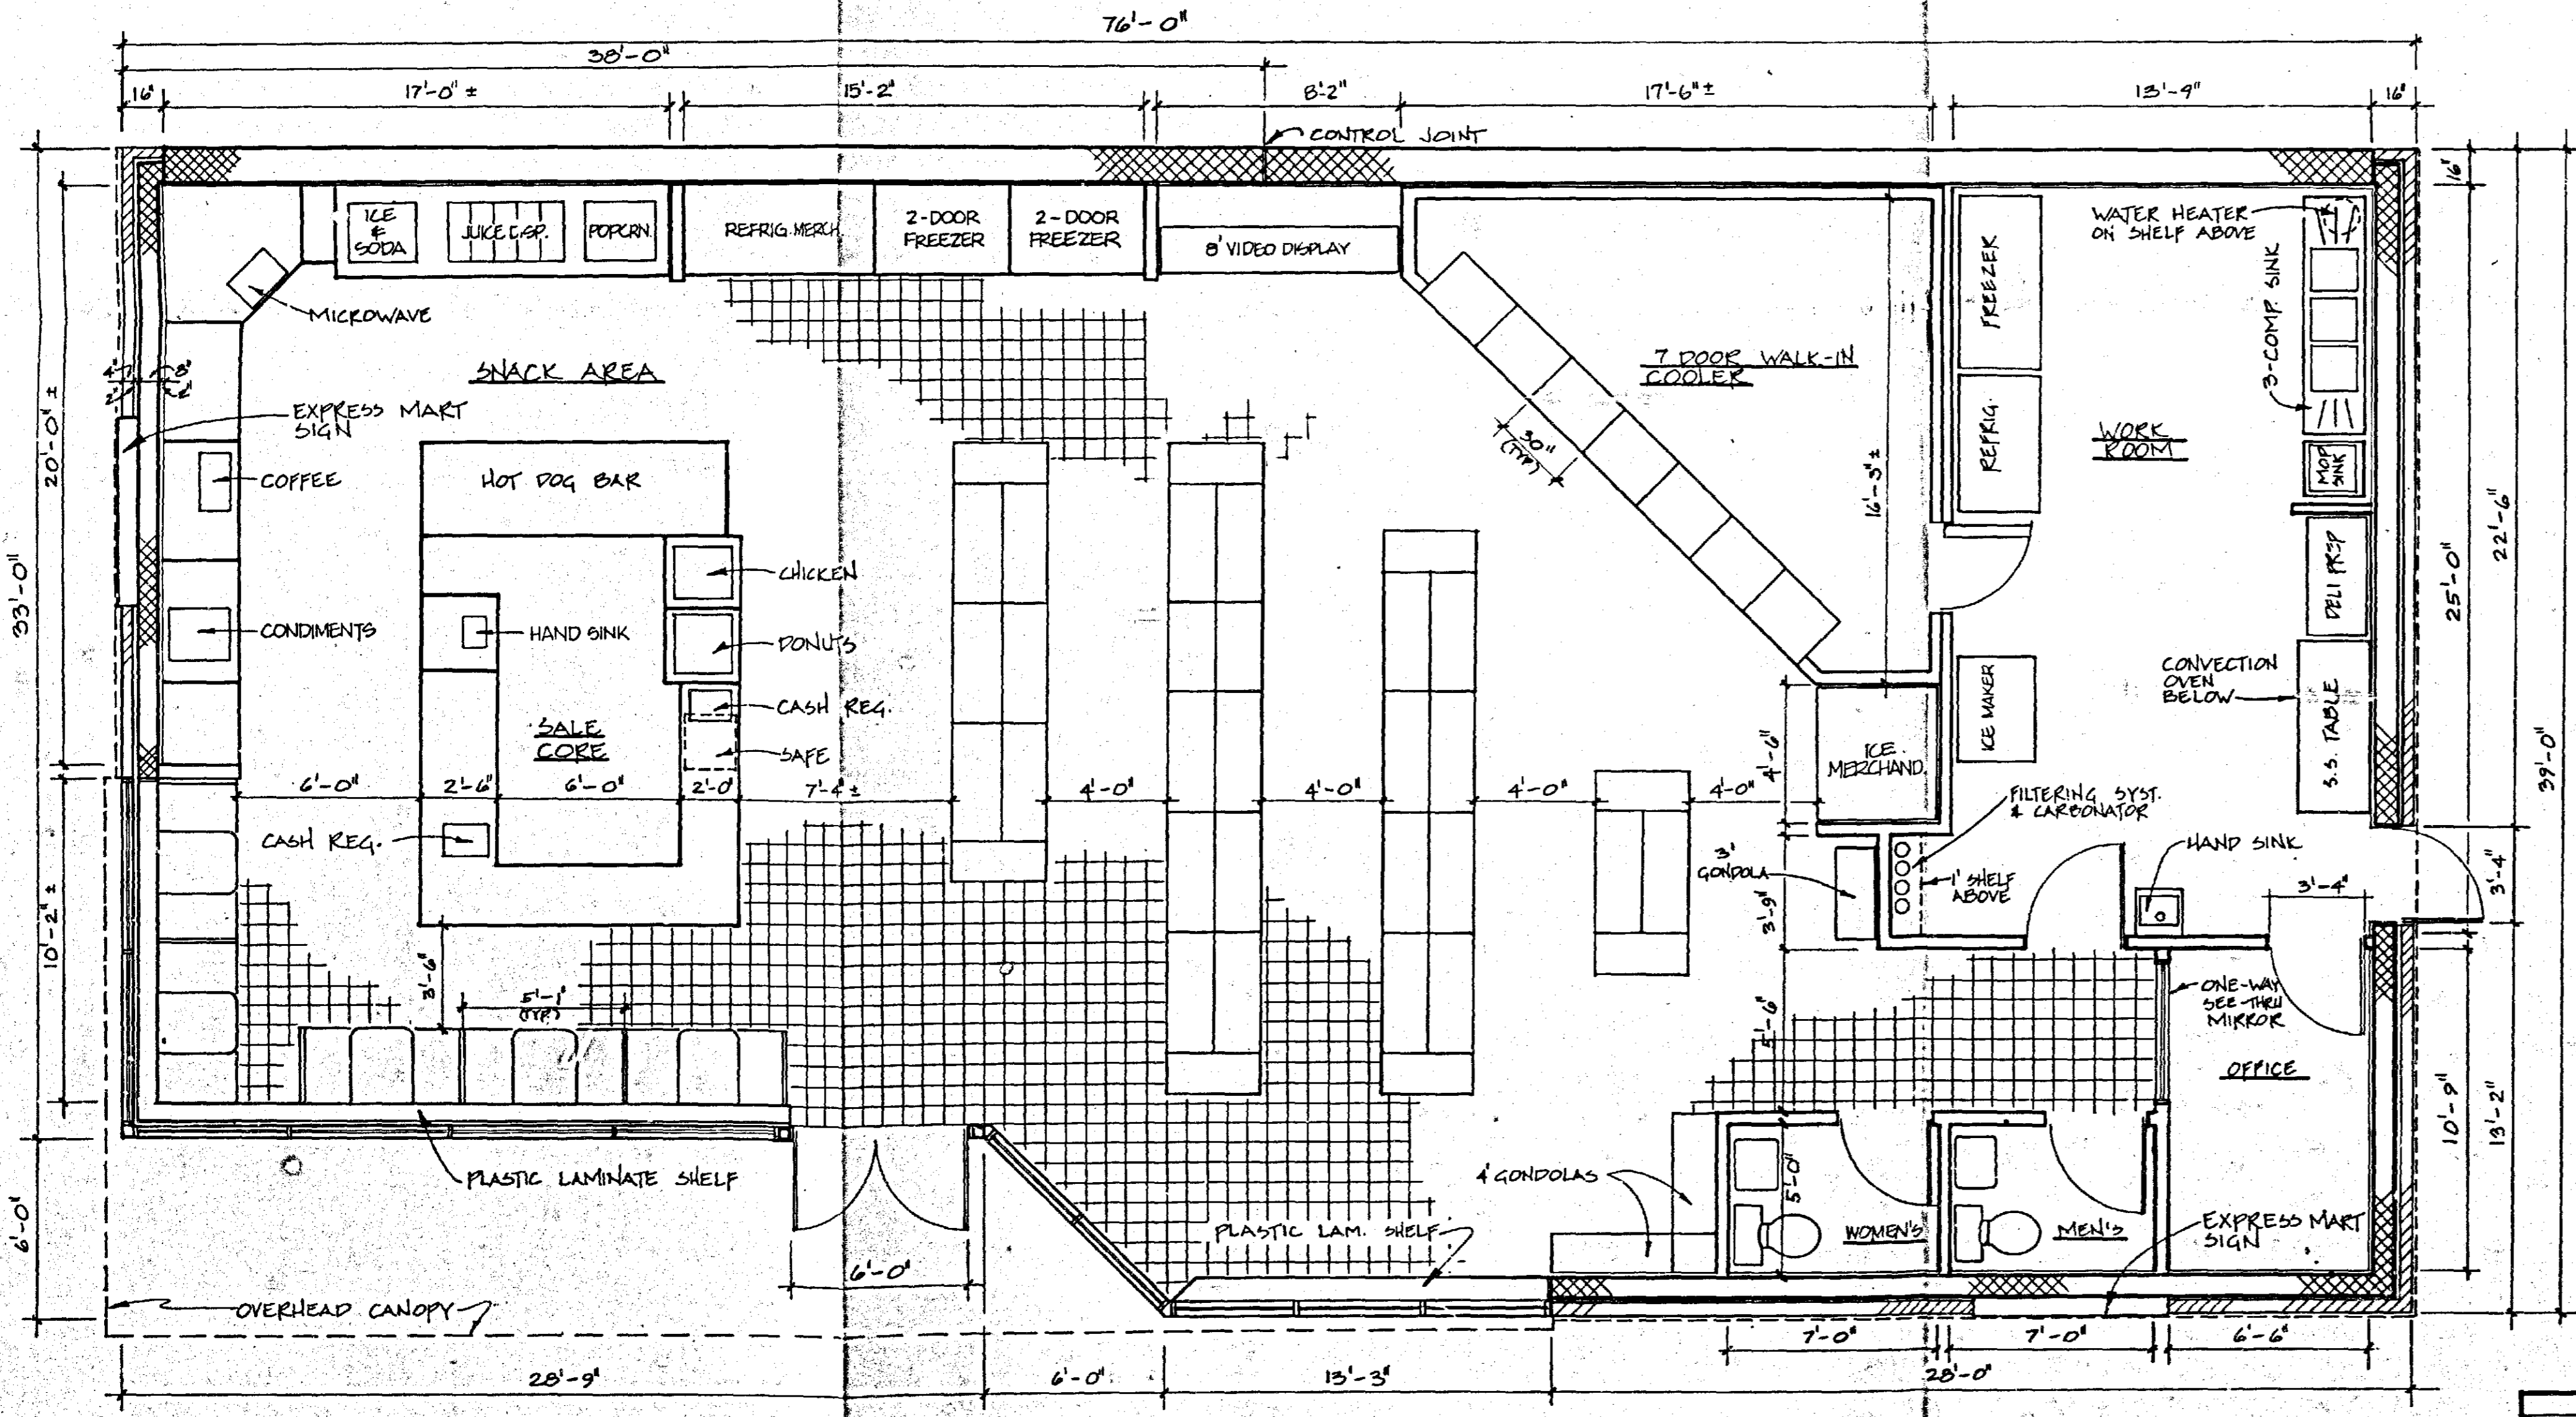 76'-0"
38'-0"
16"
17'-0" ±
15'-2"
8'2"
17'-6" ±
13'-9"
16"
CONTROL JOINT
ICE
&
SODA
JUICE DISP.
POPCRN.
REFRIG. MERCH.
2-DOOR
FREEZER
2-DOOR
FREEZER
8' VIDEO DISPLAY
FREEZER
WATER HEATER
ON SHELF ABOVE
16"
MICROWAVE
3-COMP. SINK
SNACK AREA
7 DOOR WALK-IN
COOLER
4"
8"
2"
2"
EXPRESS MART
SIGN
20'-0" ±
30"
(TYP.)
REFRIG.
WORK
ROOM
MOP
SINK
COFFEE
HOT DOG BAR
16'-3" ±
22'-6"
33'-0"
CHICKEN
DELI PREP
25'-0"
CONDIMENTS
HAND SINK
DONUTS
CASH REG.
SAFE
SALE
CORE
ICE MAKER
CONVECTION
OVEN
BELOW
S.S. TABLE
ICE
MERCHAND.
4'-6"
39'-0"
6'-0"
2'-6"
6'-0"
2'-0"
7'-4" ±
4'-0"
4'-0"
4'-0"
4'-0"
FILTERING SYST.
& CARBONATOR
CASH REG.
3'
GONDOLA
1' SHELF
ABOVE
HAND SINK
3'-4"
3'-4"
3'-9"
10'-2" ±
3'-6"
5'-1"
(TYP.)
5'-6"
ONE-WAY
SEE-THRU
MIRROR
OFFICE
10'-9"
13'-2"
PLASTIC LAMINATE SHELF
4' GONDOLAS
5'-0"
PLASTIC LAM. SHELF
WOMEN'S
MEN'S
EXPRESS MART
SIGN
6'-0"
6'-0"
OVERHEAD CANOPY
7'-0"
7'-0"
6'-6"
28'-9"
6'-0"
13'-3"
28'-0"